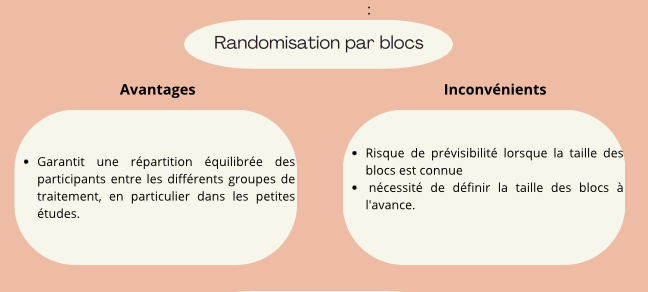 :
Randomisation par blocs
Avantages
• Garantit une répartition équilibrée des
participants entre les différents groupes de
traitement, en particulier dans les petites
études.
Inconvénients
• Risque de prévisibilité lorsque la taille des
blocs est connue
• nécessité de définir la taille des blocs à
l'avance.